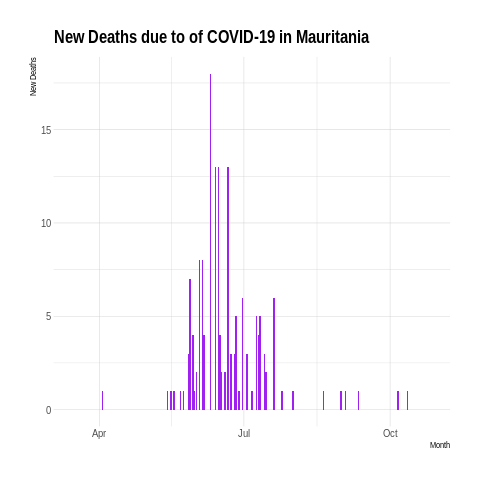 New Deaths due to of COVID-19 in Mauritania
New Deaths
15
10
5
0
Apr
Jul
Oct
Month